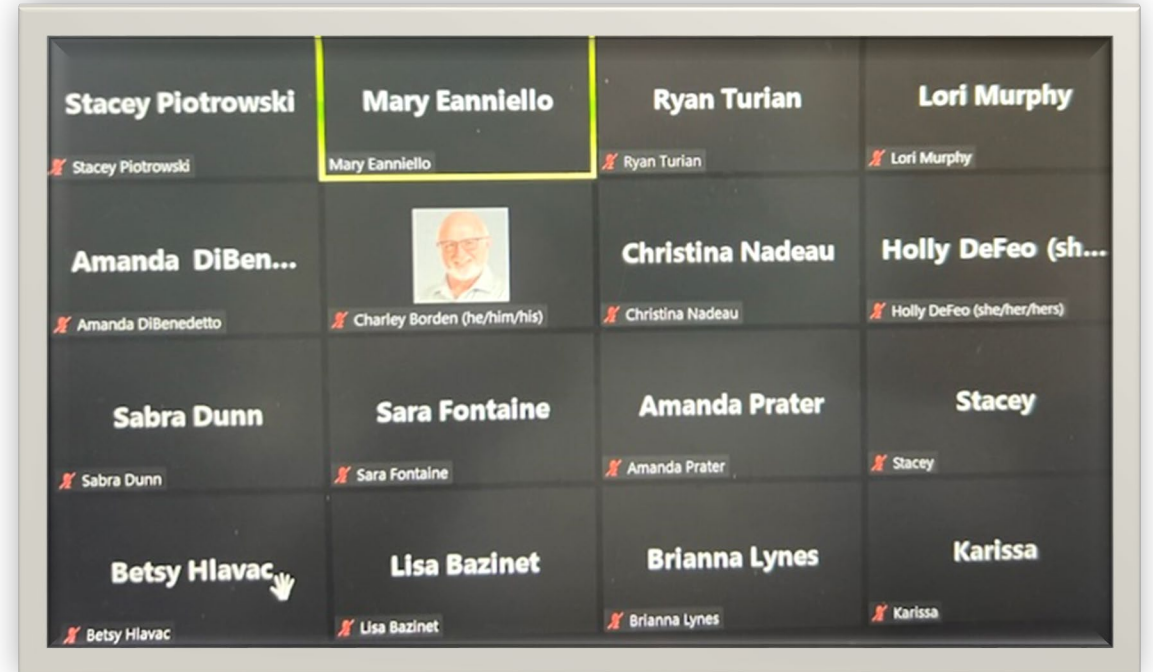 Stacey Piotrowski
Stacey Piotrowski
Mary Eanniello
Mary Eanniello
Ryan Turian
Ryan Turian
Lori Murphy
Lori Murphy
Amanda DiBen...
Amanda DiBenedetto
Charley Borden (he/him/his)
Christina Nadeau
Christina Nadeau
Holly DeFeo (sh...
Holly DeFeo (she/her/hers)
Sabra Dunn
Sabra Dunn
Sara Fontaine
Sara Fontaine
Amanda Prater
Amanda Prater
Stacey
Stacey
Betsy Hlavac
Betsy Hlavac
Lisa Bazinet
Lisa Bazinet
Brianna Lynes
Brianna Lynes
Karissa
Karissa